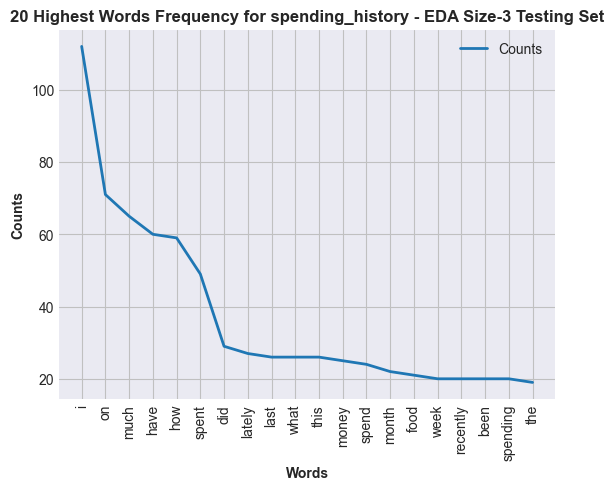 20 Highest Words Frequency for spending_history - EDA Size-3 Testing Set
Counts
100
80
60
40
20
Counts
i
on
much
have
how
spent
did
lately
last
what
this
money
spend
month
food
week
recently
been
spending
the
Words